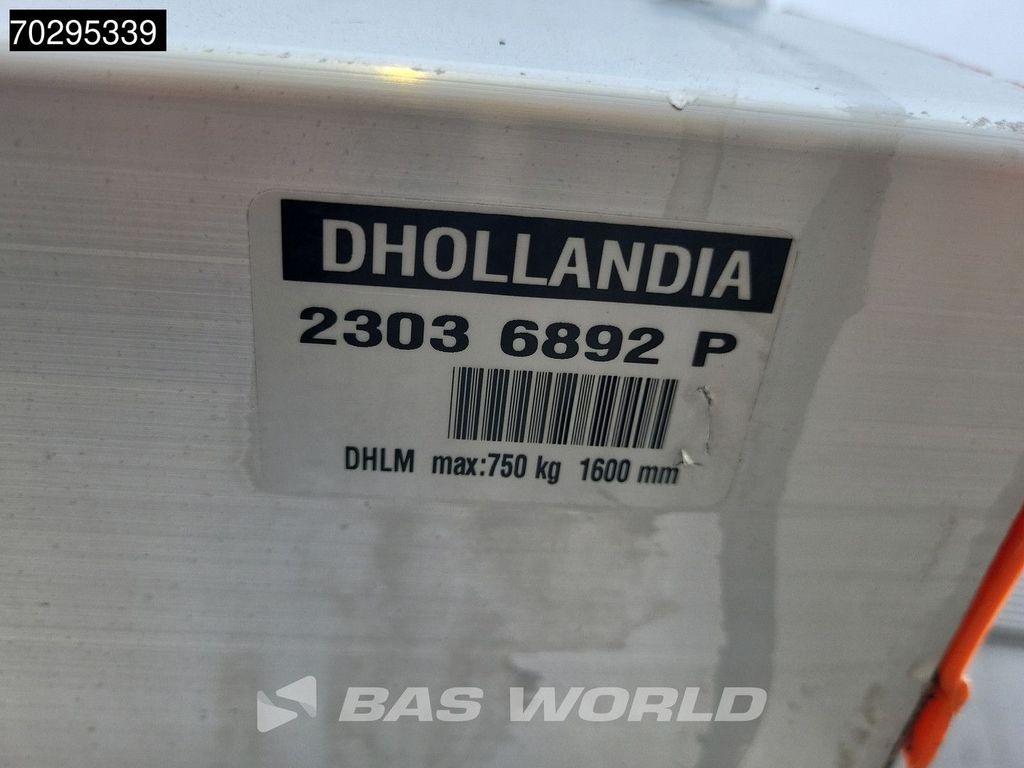 70295339
DHOLLANDIA
2303 6892 P
DHLM max:750 kg 1600 mm
BAS WORLD